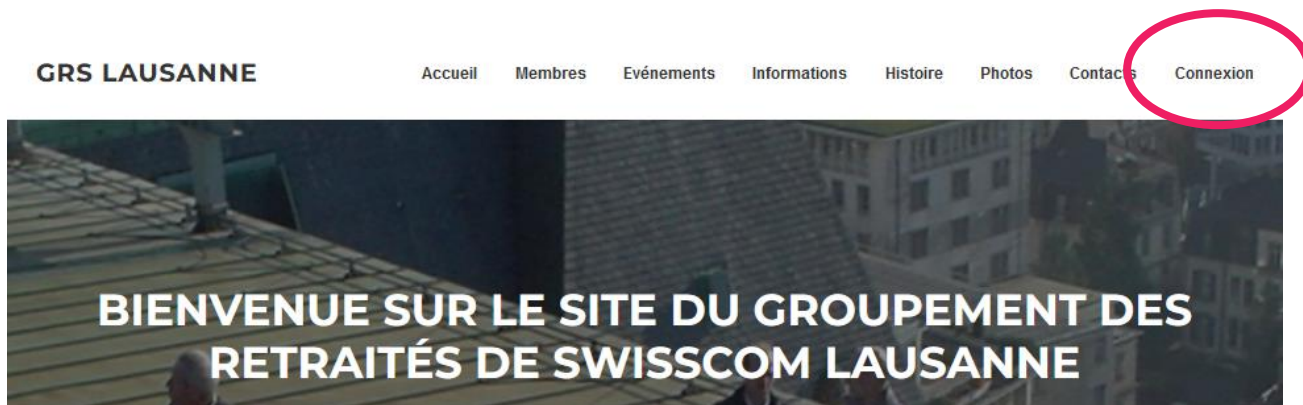 GRS LAUSANNE Accueil Membres Evénements Informations Histoire Photos Contacts Connexion
BIENVENUE SUR LE SITE DU GROUPEMENT DES
RETRAITÉS DE SWISSCOM LAUSANNE